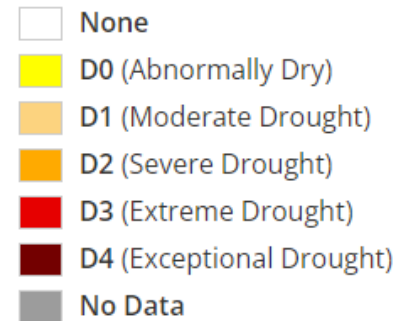 None
D0 (Abnormally Dry)
D1 (Moderate Drought)
D2 (Severe Drought)
D3 (Extreme Drought)
D4 (Exceptional Drought)
No Data